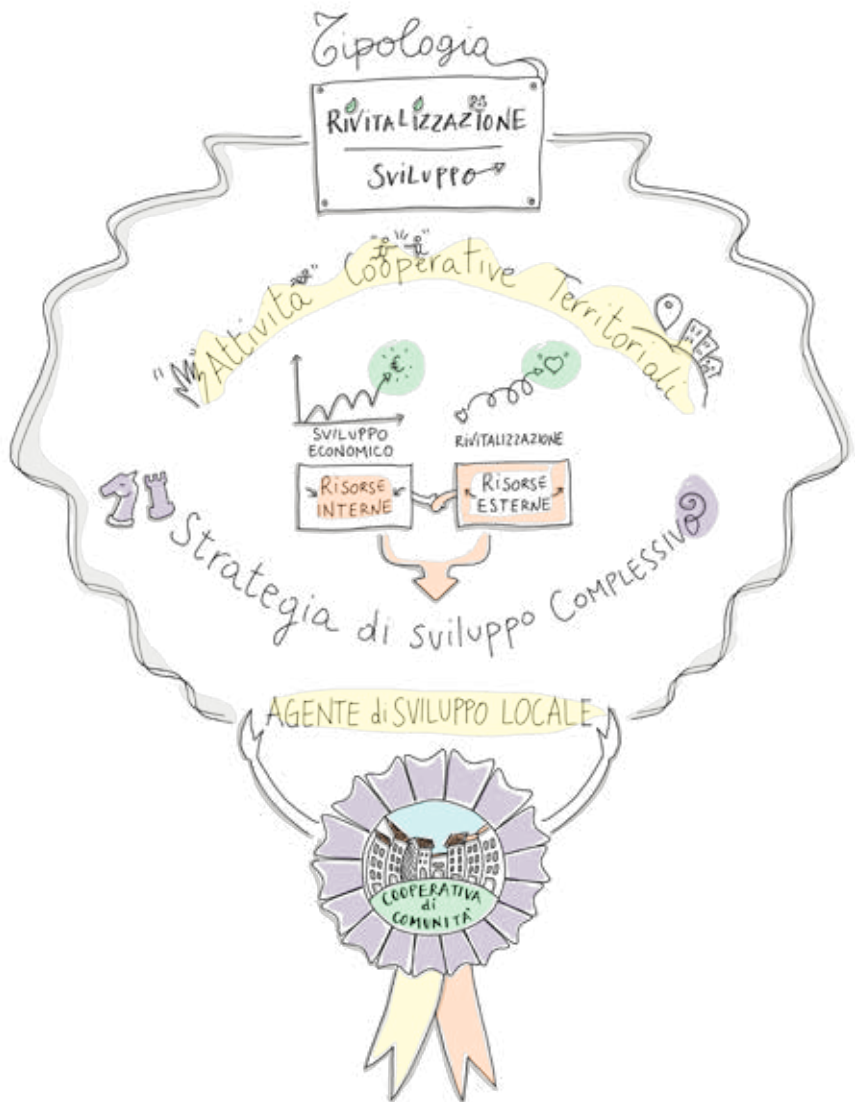 Tipologia
RiVitALiZZAZiONE
SViLUPPO
Attività Cooperative Territoriali
€
SVILUPPO
ECONOMICO
RIVITALIZZAZIONE
RiSORSE
INTERNE
RiSORSE
ESTERNE
Strategia di sviluppo COMPLESSIVO
AGENTE di SVILUPPO LOCALE
COOPERATIVA
di
COMUNITÀ